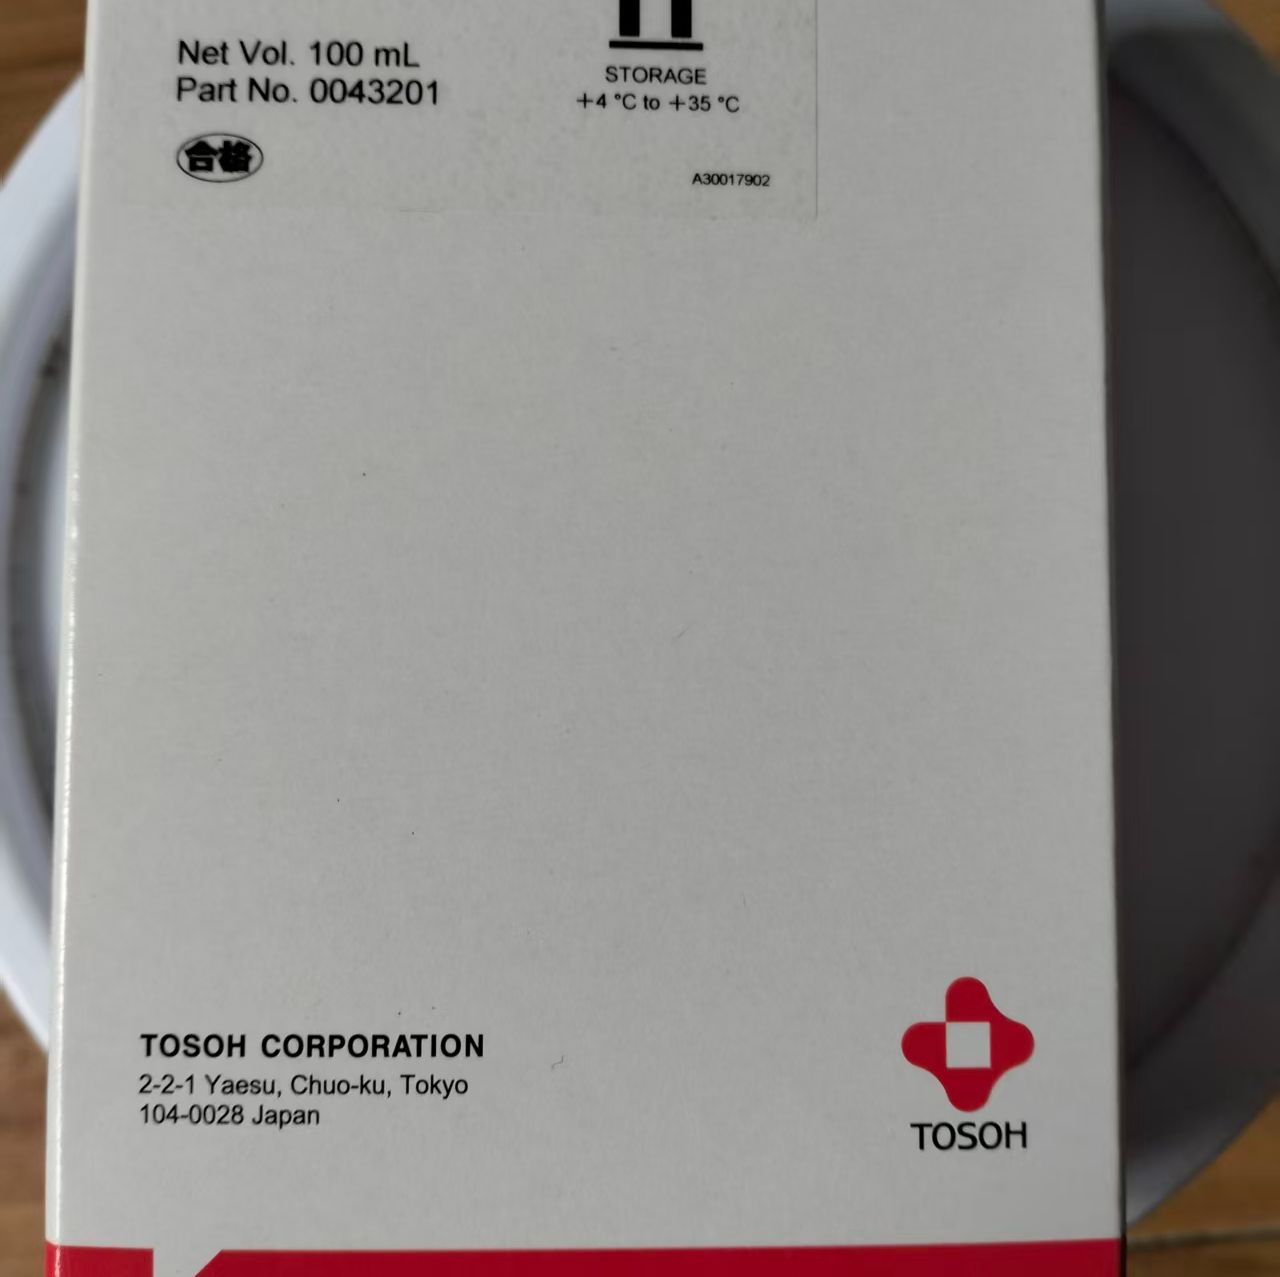 Net Vol. 100 mL
Part No. 0043201
合格
STORAGE
+4 °C to +35 °C
A30017902
TOSOH CORPORATION
2-2-1 Yaesu, Chuo-ku, Tokyo
104-0028 Japan
TOSOH